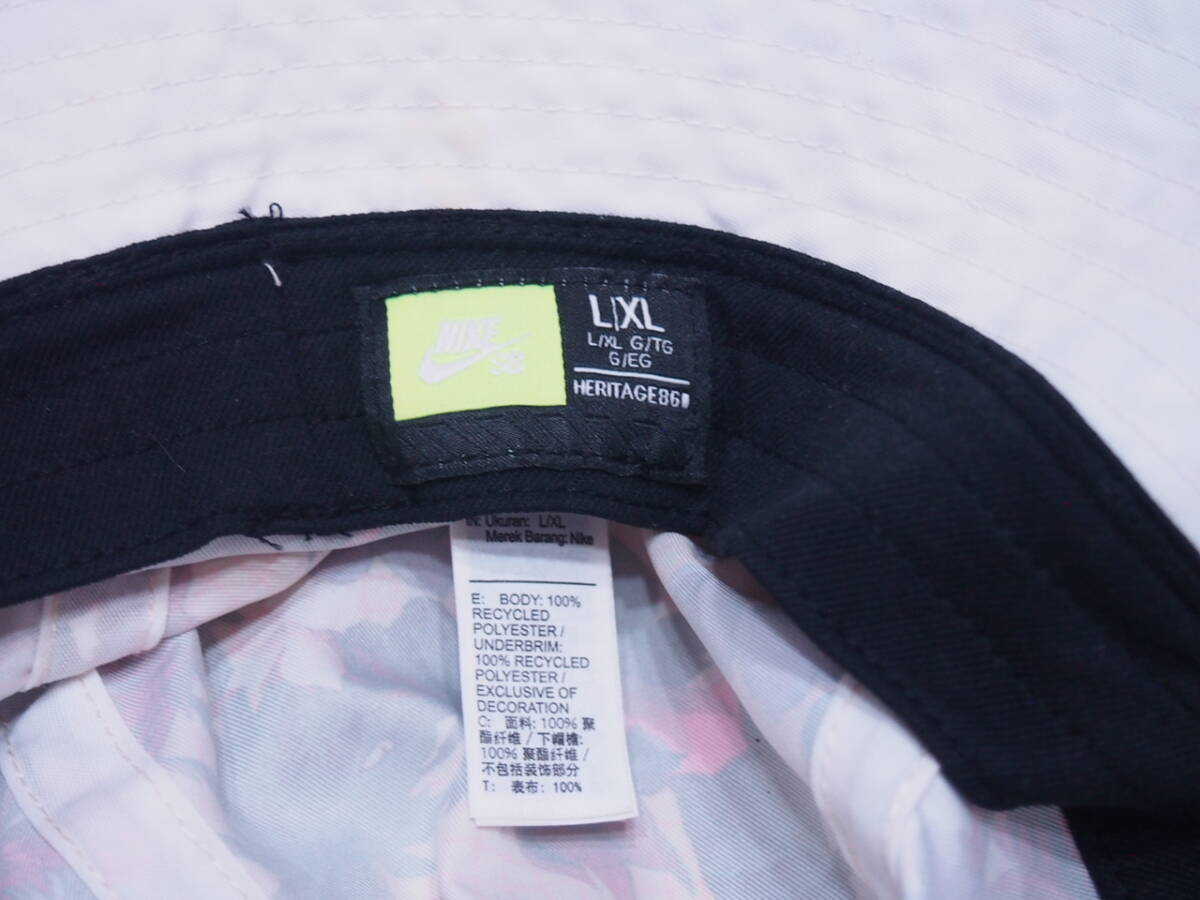 NIKE
SB
L/XL
L/XL G/TG
G/EG
HERITAGE86
IN: Ukuran: L/XL
Merek Barang: Nike
E: BODY: 100%
RECYCLED
POLYESTER /
UNDERBRIM:
100% RECYCLED
POLYESTER /
EXCLUSIVE OF
DECORATION
C: 面料: 100% 聚
酯纤维 / 下帽檐:
100% 聚酯纤维 /
不包括装饰部分
T: 表布: 100%